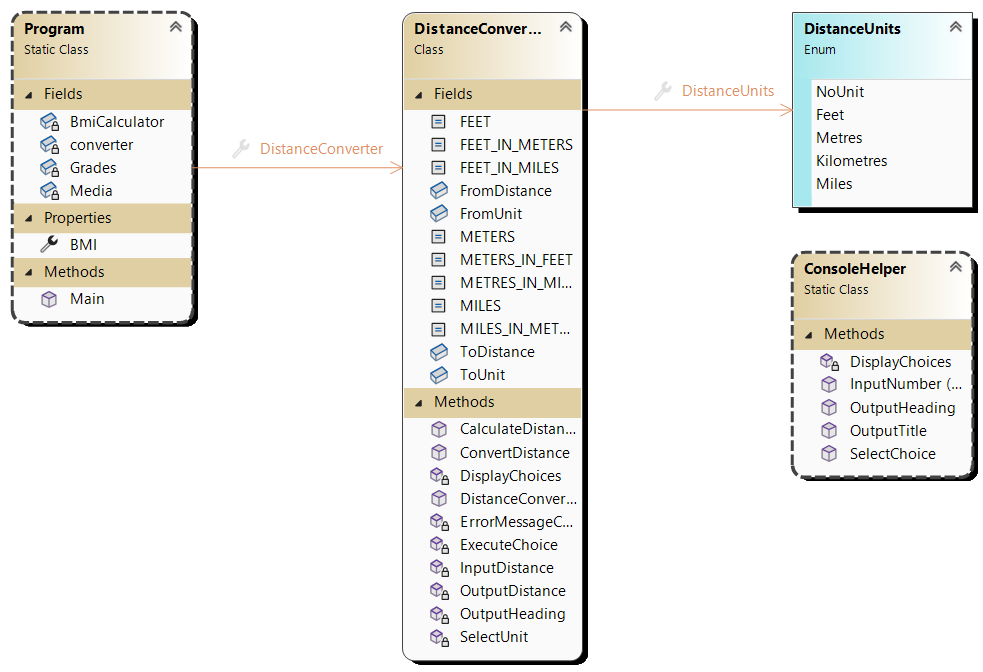 Program
Static Class
Fields
BmiCalculator
converter
Grades
Media
Properties
BMI
Methods
Main
DistanceConverter
DistanceConver...
Class
Fields
FEET
FEET_IN_METERS
FEET_IN_MILES
FromDistance
FromUnit
METERS
METERS_IN_FEET
METRES_IN_MI...
MILES
MILES_IN_MET...
ToDistance
ToUnit
Methods
CalculateDistan...
ConvertDistance
DisplayChoices
DistanceConver...
ErrorMessageC...
ExecuteChoice
InputDistance
OutputDistance
OutputHeading
SelectUnit
DistanceUnits
DistanceUnits
Enum
NoUnit
Feet
Metres
Kilometres
Miles
ConsoleHelper
Static Class
Methods
DisplayChoices
InputNumber (...
OutputHeading
OutputTitle
SelectChoice